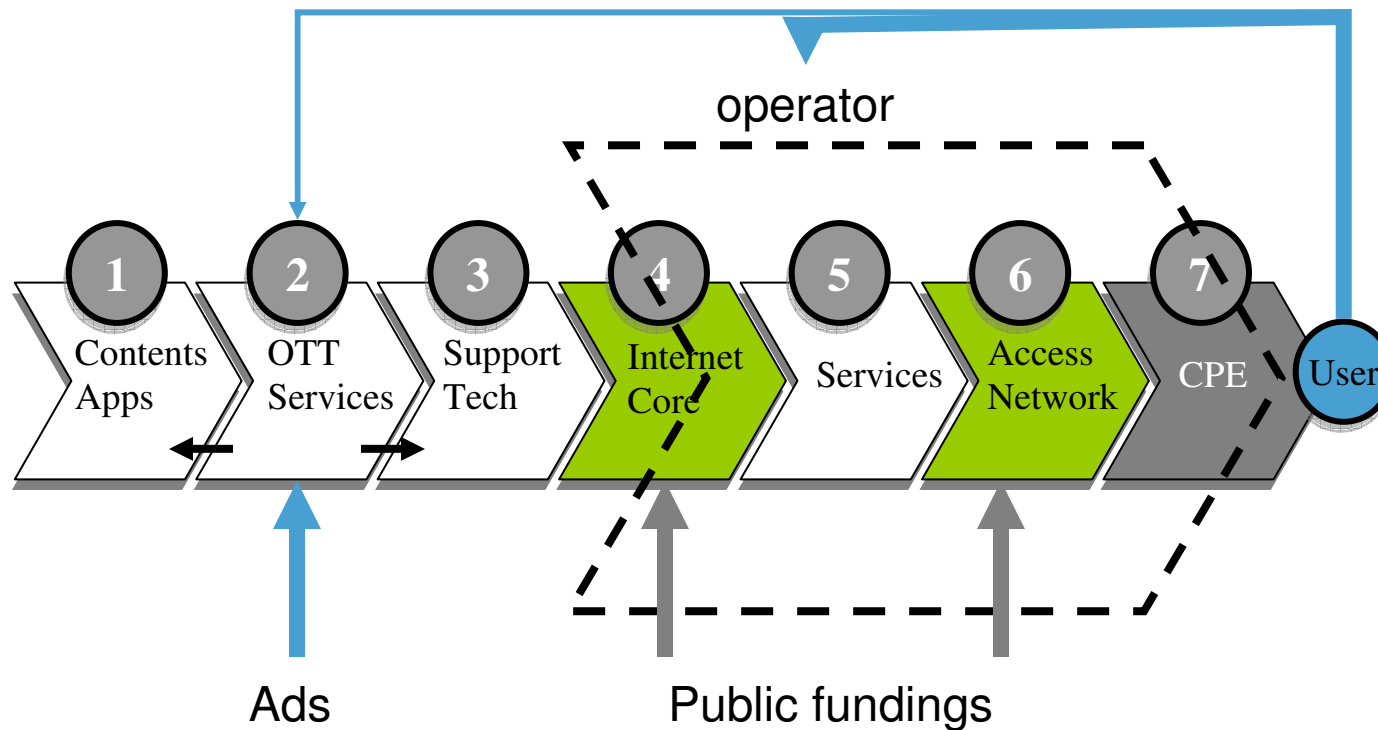 operator
1
2
3
4
5
6
7
Contents
Apps
OTT
Services
Support
Tech
Internet
Core
Services
Access
Network
CPE
User
Ads
Public fundings